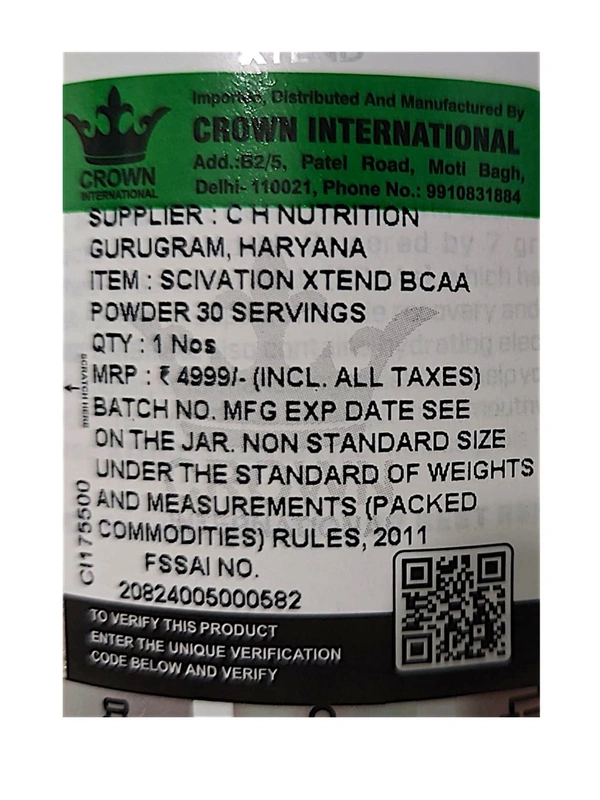 XTEND
Imported, Distributed And Manufactured By
CROWN INTERNATIONAL
Add.:B2/5, Patel Road, Moti Bagh,
Delhi- 110021, Phone No.: 9910831884
CROWN
INTERNATIONAL
SUPPLIER : C H NUTRITION
GURUGRAM, HARYANA
ITEM : SCIVATION XTEND BCAA
POWDER 30 SERVINGS
QTY : 1 Nos
MRP : ₹ 4999/- (INCL. ALL TAXES)
BATCH NO. MFG EXP DATE SEE
ON THE JAR. NON STANDARD SIZE
UNDER THE STANDARD OF WEIGHTS
AND MEASUREMENTS (PACKED
COMMODITIES) RULES, 2011
FSSAI NO.
20824005000582
SCRATCH HERE
CI175500
TO VERIFY THIS PRODUCT
ENTER THE UNIQUE VERIFICATION
CODE BELOW AND VERIFY